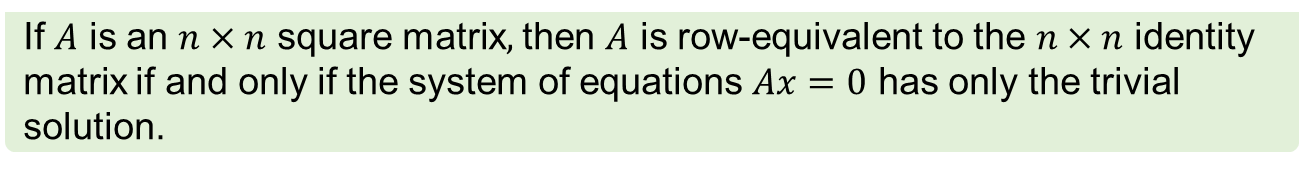 If 𝐴 is an 𝑛 × 𝑛 square matrix, then 𝐴 is row-equivalent to the 𝑛 × 𝑛 identity
matrix if and only if the system of equations 𝐴𝑥 = 0 has only the trivial
solution.